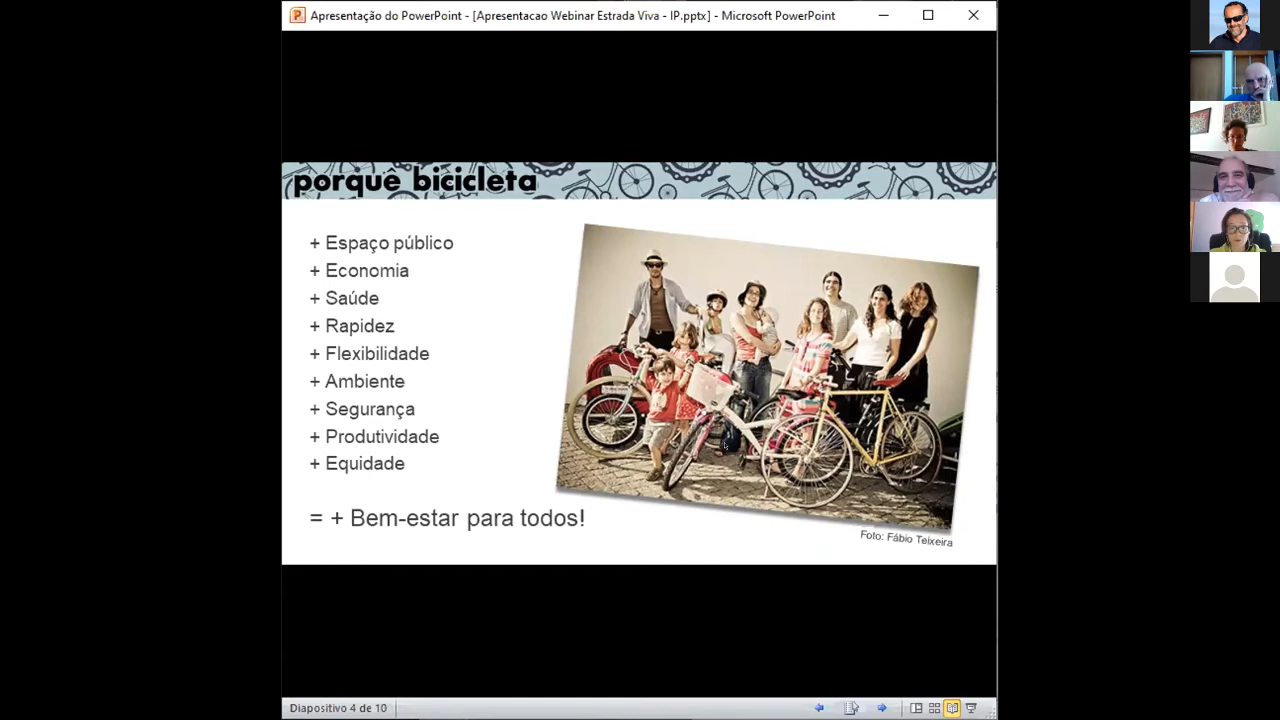 Apresentação do PowerPoint - [Apresentacao Webinar Estrada Viva - IP.pptx] - Microsoft PowerPoint
porquê bicicleta
+ Espaço público
+ Economia
+ Saúde
+ Rapidez
+ Flexibilidade
+ Ambiente
+ Segurança
+ Produtividade
+ Equidade
= + Bem-estar para todos!
Foto: Fábio Teixeira
Diapositivo 4 de 10